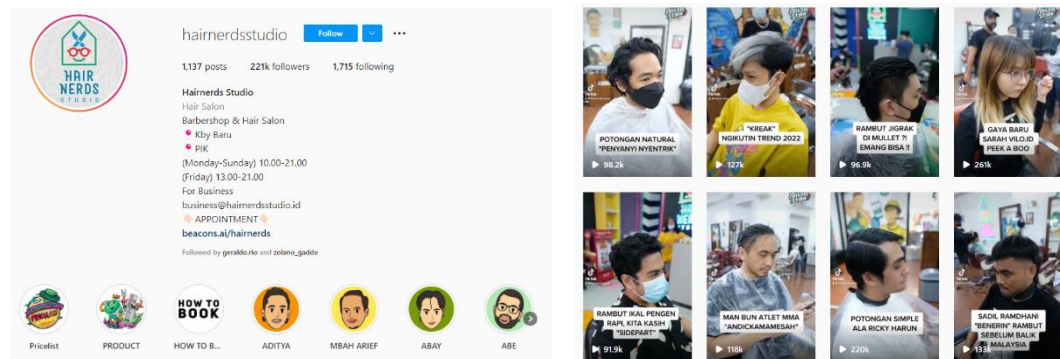 HAIR
NERDS
STUDIO
hairnerdsstudio
Follow
1,137 posts 221k followers 1,715 following
Hairnerds Studio
Hair Salon
Barbershop & Hair Salon
Kby Baru
PIK
(Monday-Sunday) 10.00-21.00
(Friday) 13.00-21.00
For Business
business@hairnerdsstudio.id
APPOINTMENT
beacons.ai/hairnerds
Followed by geraldo.rio and zolano_gadde
HOW TO
BOOK
Pricelist
PRODUCT
HOW TO B...
ADITYA
MBAH ARIEF
ABAY
ABE
POTONGAN NATURAL
"PENYANYI NYENTRIK"
98.2k
"KREAK"
NGIKUTIN TREND 2022
127k
RAMBUT JIGRAK
DI MULLET ?!
EMANG BISA !!
96.9k
GAYA BARU
SARAH VILO.ID
PEEK A BOO
261k
RAMBUT IKAL PENGEN
RAPI, KITA KASIH
"SIDEPART"
91.9k
MAN BUN ATLET MMA
"ANDICKAMAMESAH"
118k
POTONGAN SIMPLE
ALA RICKY HARUN
220k
SADIL RAMDHANI
"BENERIN" RAMBUT
SEBELUM BALIK
MALAYSIA
133k